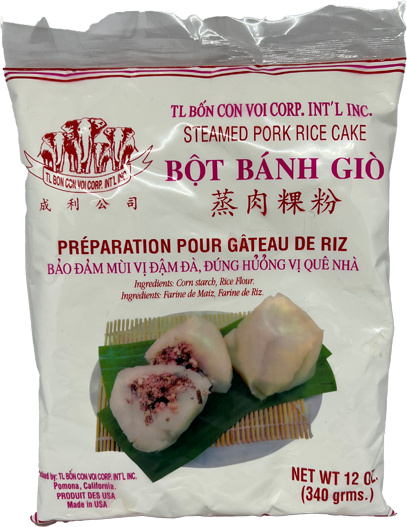 TL BỐN CON VOI CORP. INT'L INC.
STEAMED PORK RICE CAKE
TL BỐN CON VOI CORP. INT'L INC.
BỘT BÁNH GIÒ
成利公司
蒸肉粿粉
PRÉPARATION POUR GÂTEAU DE RIZ
BẢO ĐẢM MÙI VỊ ĐẬM ĐÀ, ĐÚNG HƯỞNG VỊ QUÊ NHÀ
Ingredients: Corn starch, Rice Flour.
Ingredients: Farine de Maiz, Farine de Riz.
by: TL BỐN CON VOI CORP. INT'L INC.
Pomona, California.
PRODUIT DES USA
Made in USA
NET WT 12 OZ.
(340 grms.)